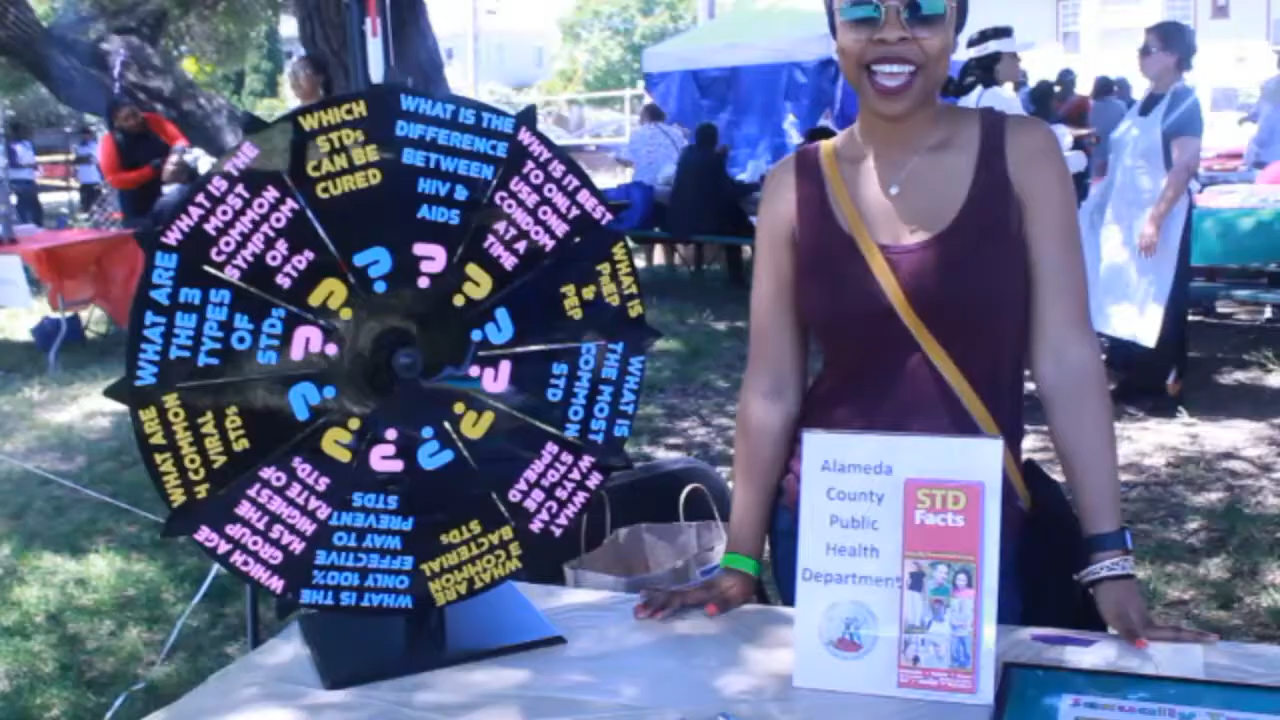 WHICH
STDs
CAN BE
CURED
WHAT IS THE
DIFFERENCE
BETWEEN
HIV &
AIDS
WHY IS IT BEST
TO ONLY
USE ONE
CONDOM
AT A
TIME
WHAT IS
PrEP
&
PEP
WHAT IS
THE MOST
COMMON
STD
IN WHAT
WAYS CAN
STDs BE
SPREAD
WHAT ARE
3 COMMON
BACTERIAL
STDs
WHAT IS THE
ONLY 100%
EFFECTIVE
WAY TO
PREVENT
STDs
WHICH AGE
GROUP
HAS THE
HIGHEST
RATE OF
STDs
WHAT ARE
4 COMMON
VIRAL
STDs
WHAT ARE
THE 3
TYPES
OF
STDs
WHAT IS THE
MOST
COMMON
SYMPTOM
OF
STDs
?
?
?
?
?
?
?
?
?
?
?
?
Alameda
County
Public
Health
Department
STD
Facts